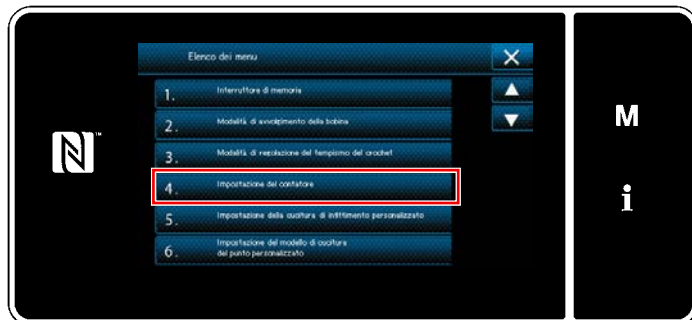 Elenco dei menu
1. Interruttore di memoria
2. Modalità di avvolgimento della bobina
3. Modalità di regolazione del tempismo del crochet
4. Impostazione del contatore
5. Impostazione della cucitura di infittimento personalizzato
6. Impostazione del modello di cucitura
del punto personalizzato
M
i